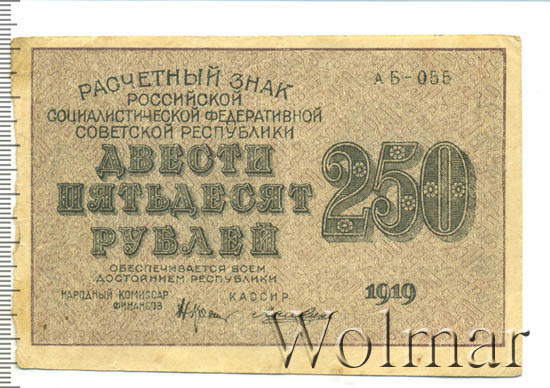 РАСЧЕТНЫЙ ЗНАК
РОССИЙСКОЙ
СОЦИАЛИСТИЧЕСКОЙ ФЕДЕРАТИВНОЙ
СОВЕТСКОЙ РЕСПУБЛИКИ
АБ-055
ДВЕСТИ
ПЯТЬДЕСЯТ
РУБЛЕЙ
250
ОБЕСПЕЧИВАЕТСЯ ВСЕМ
ДОСТОЯНИЕМ РЕСПУБЛИКИ
НАРОДНЫЙ КОМИССАР
ФИНАНСОВ
КАССИР
1919
Wolmar